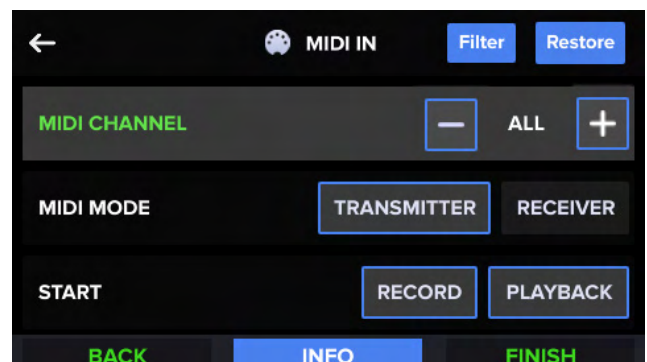 MIDI IN Filter Restore
MIDI CHANNEL ALL
MIDI MODE TRANSMITTER RECEIVER
START RECORD PLAYBACK
BACK INFO FINISH